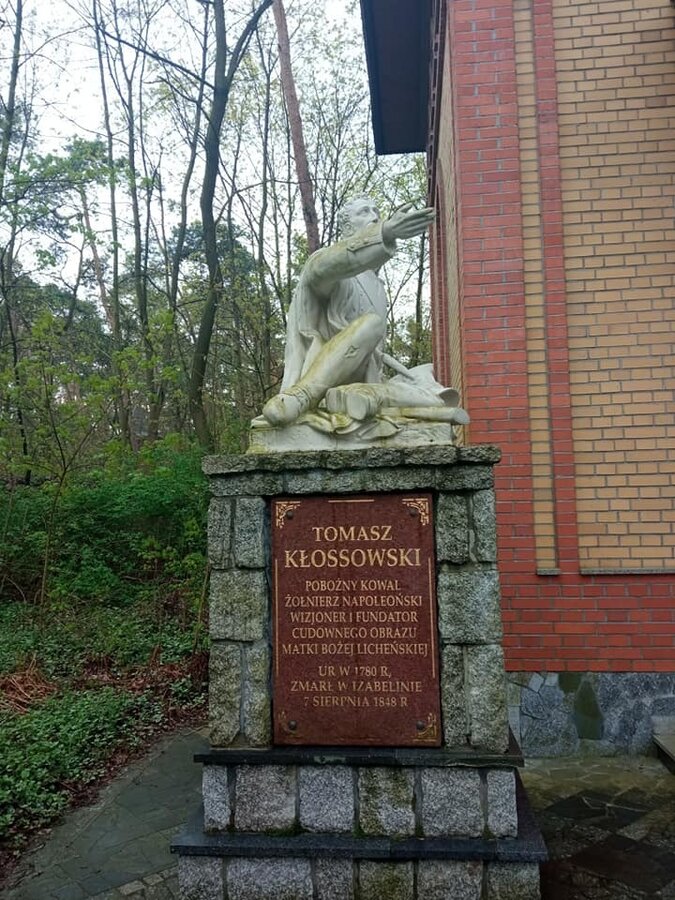 TOMASZ
KŁOSSOWSKI
POBOŻNY KOWAL
ŻOŁNIERZ NAPOLEOŃSKI
WIZJONER I FUNDATOR
CUDOWNEGO OBRAZU
MATKI BOŻEJ LICHEŃSKIEJ
UR W 1780 R,
ZMARŁ W IZABELINIE
7 SIERPNIA 1848 R